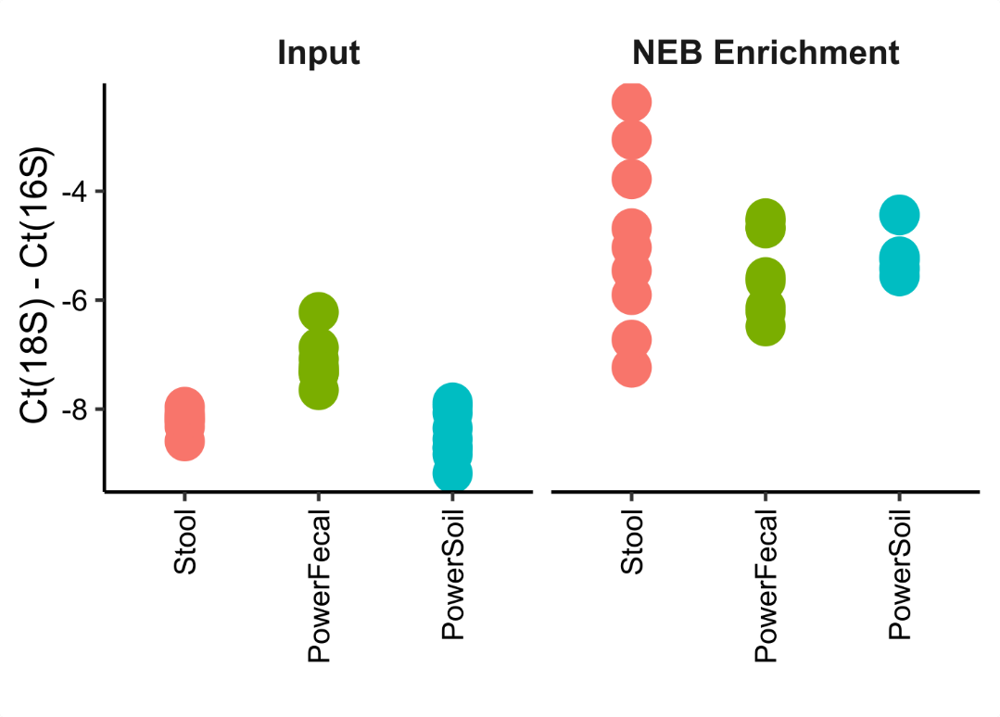 Input
NEB Enrichment
Ct(18S) - Ct(16S)
-4
-6
-8
Stool
PowerFecal
PowerSoil
Stool
PowerFecal
PowerSoil